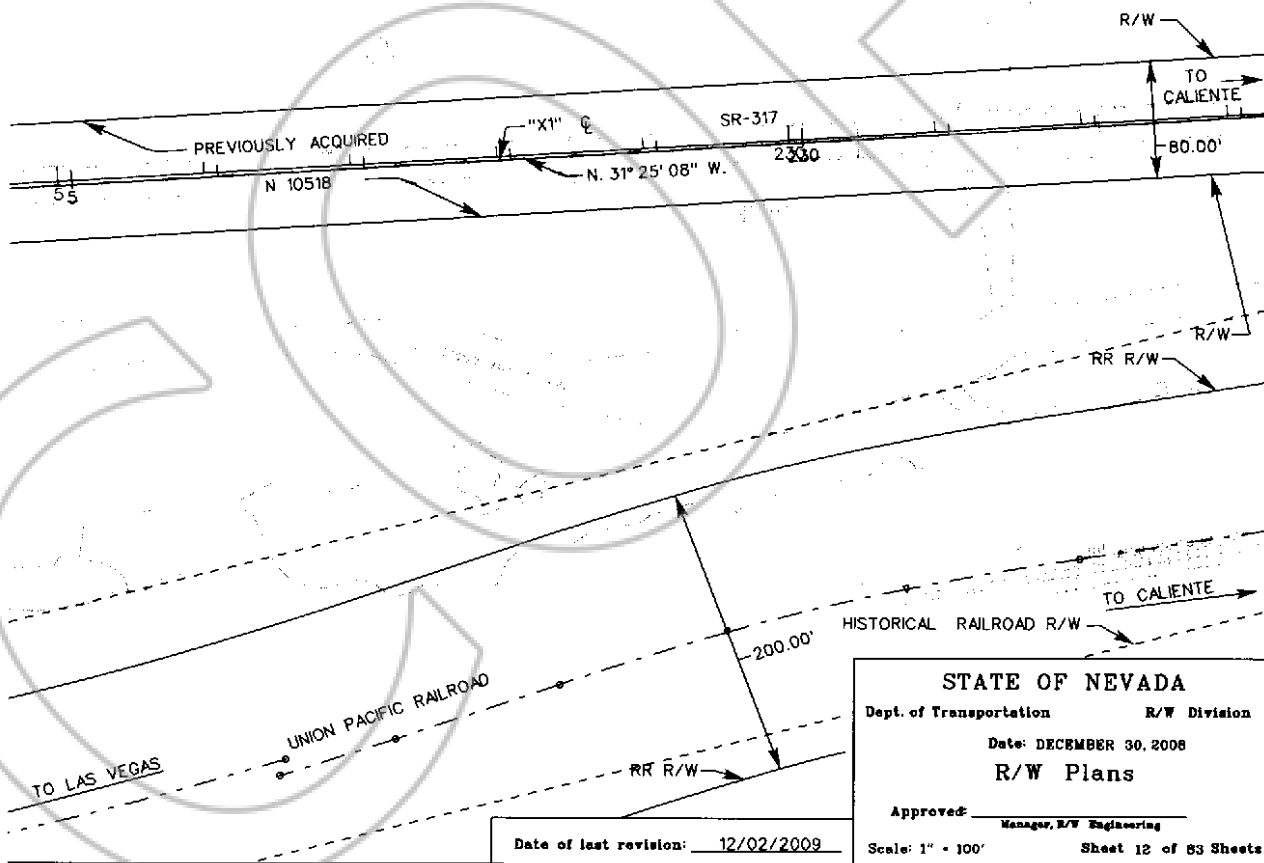 R/W
TO
CALIENTE
SR-317
"X1" ℄
PREVIOUSLY ACQUIRED
80.00'
230
N. 31° 25' 08" W.
N 10518
5 5
R/W
RR R/W
TO CALIENTE
HISTORICAL RAILROAD R/W
200.00'
UNION PACIFIC RAILROAD
TO LAS VEGAS
RR R/W
STATE OF NEVADA
Dept. of Transportation R/W Division
Date: DECEMBER 30, 2008
R/W Plans
Approved:
Manager, R/W Engineering
Scale: 1" = 100' Sheet 12 of 83 Sheets
Date of last revision: 12/02/2009